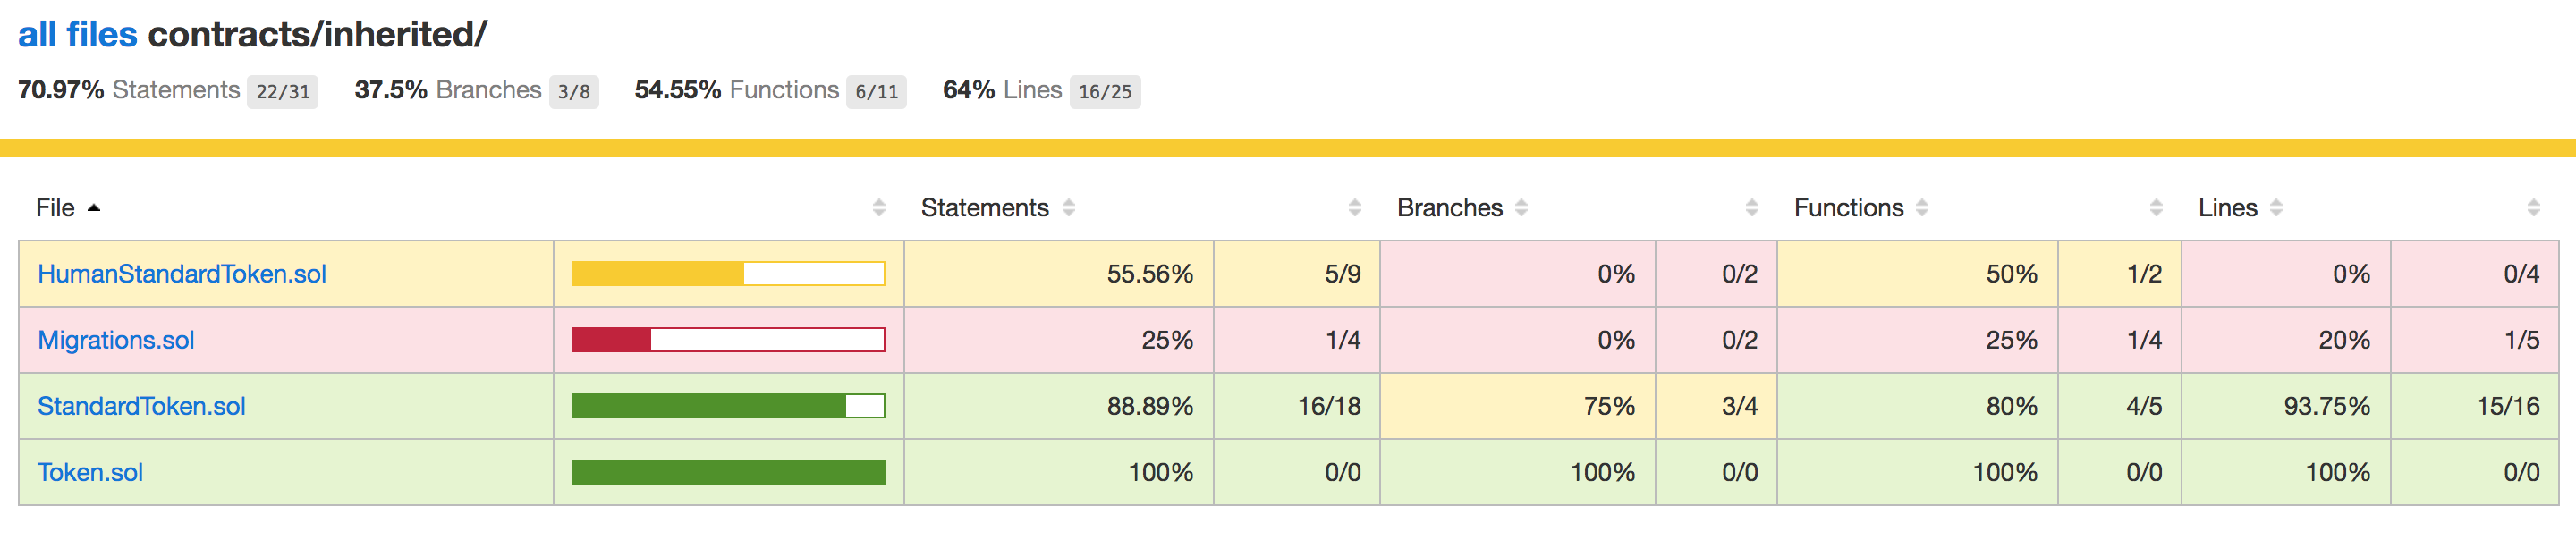 all files contracts/inherited/
70.97% Statements 22/31 37.5% Branches 3/8 54.55% Functions 6/11 64% Lines 16/25
File Statements Branches Functions Lines
HumanStandardToken.sol 55.56% 5/9 0% 0/2 50% 1/2 0% 0/4
Migrations.sol 25% 1/4 0% 0/2 25% 1/4 20% 1/5
StandardToken.sol 88.89% 16/18 75% 3/4 80% 4/5 93.75% 15/16
Token.sol 100% 0/0 100% 0/0 100% 0/0 100% 0/0